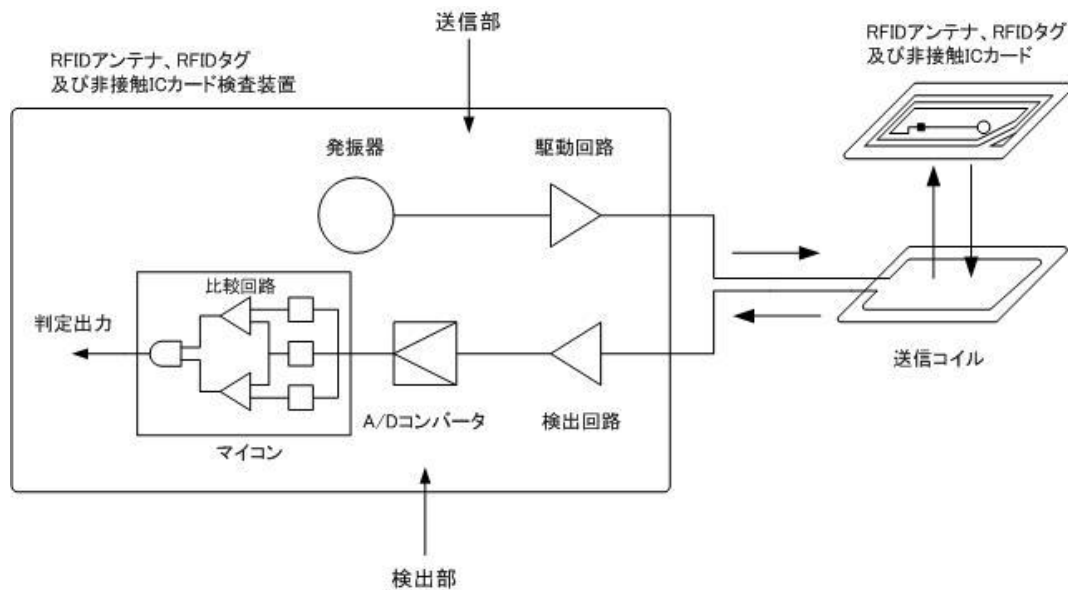 送信部
RFIDアンテナ、RFIDタグ
及び非接触ICカード検査装置
RFIDアンテナ、RFIDタグ
及び非接触ICカード
発振器
駆動回路
比較回路
判定出力
マイコン
A/Dコンバータ
検出回路
送信コイル
検出部